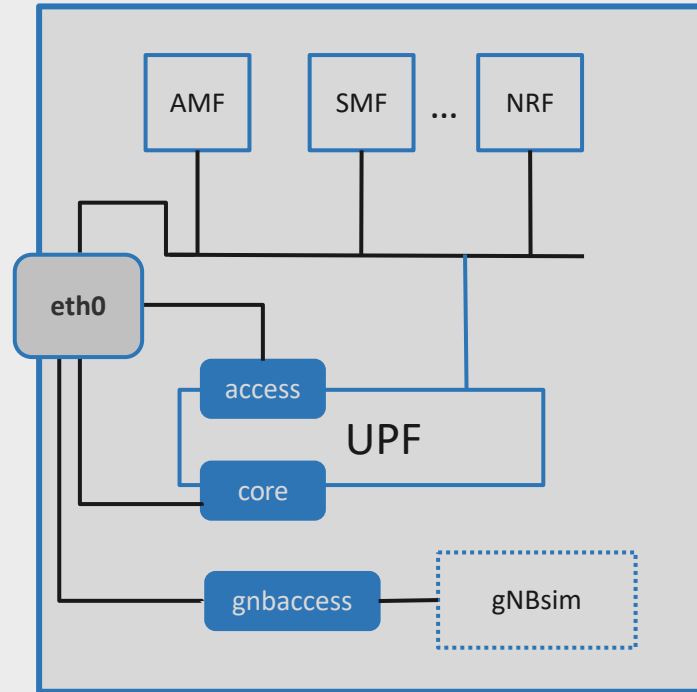 AMF
SMF
...
NRF
eth0
access
UPF
core
gnbaccess
gNBsim